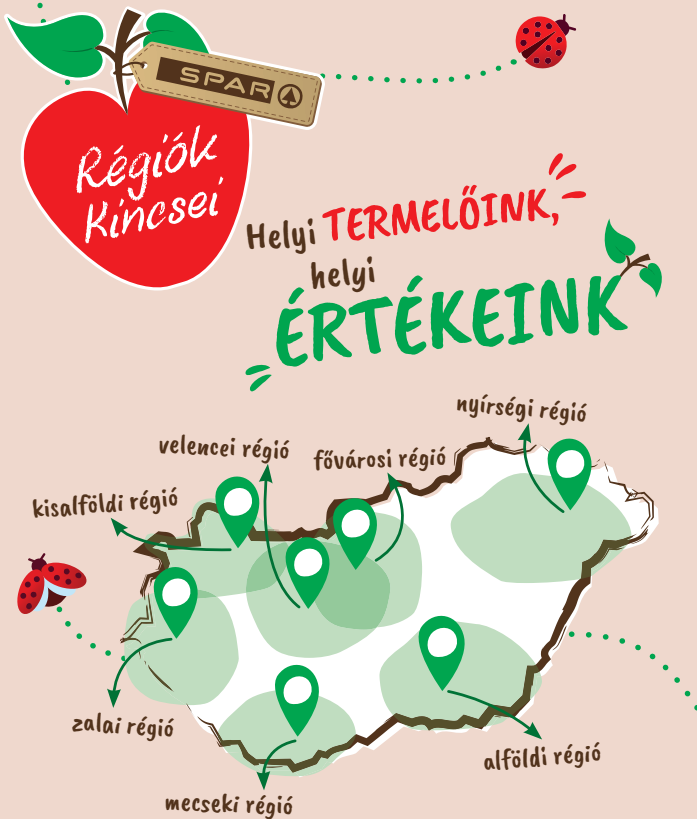 SPAR
Régiók
Kincsei
Helyi TERMELŐINK,
helyi
ÉRTÉKEINK
nyírségi régió
velencei régió
fővárosi régió
kisalföldi régió
zalai régió
alföldi régió
mecseki régió